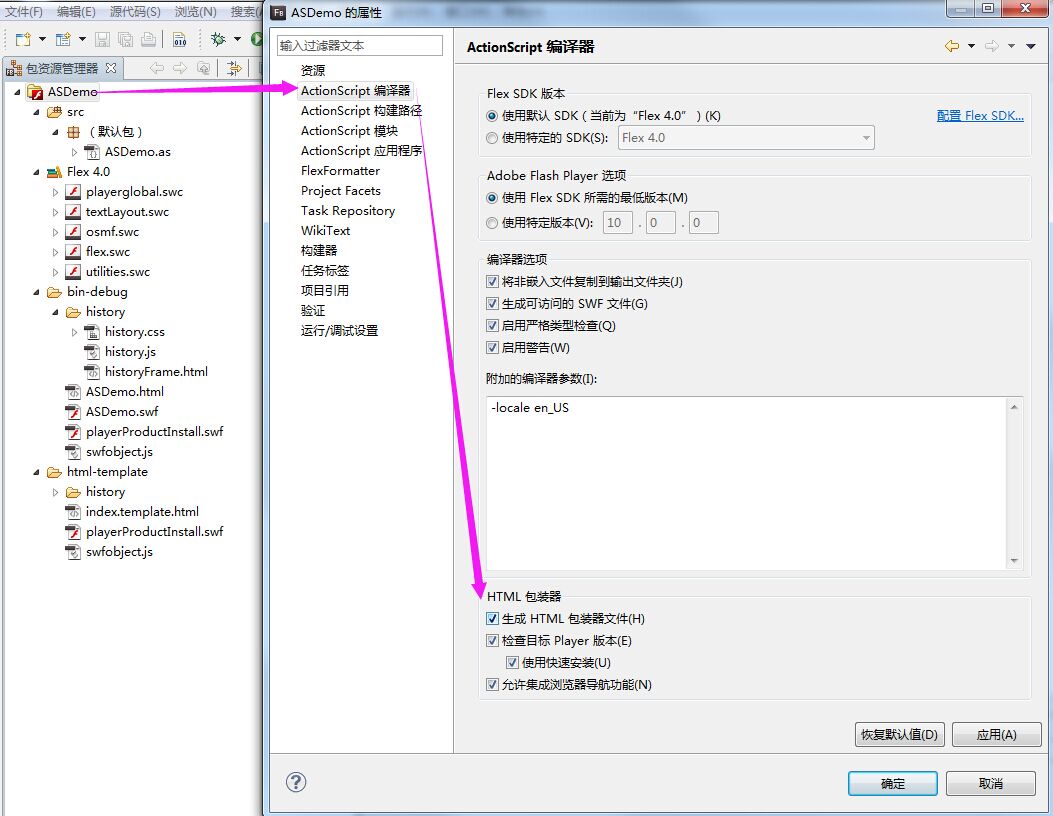 文件(F) 编辑(E) 源代码(S) 浏览(N) 搜索(
包资源管理器
ASDemo
src
（默认包）
ASDemo.as
Flex 4.0
playerglobal.swc
textLayout.swc
osmf.swc
flex.swc
utilities.swc
bin-debug
history
history.css
history.js
historyFrame.html
ASDemo.html
ASDemo.swf
playerProductInstall.swf
swfobject.js
html-template
history
index.template.html
playerProductInstall.swf
swfobject.js
ASDemo 的属性
输入过滤器文本
资源
ActionScript 编译器
ActionScript 构建路径
ActionScript 模块
ActionScript 应用程序
FlexFormatter
Project Facets
Task Repository
WikiText
构建器
任务标签
项目引用
验证
运行/调试设置
ActionScript 编译器
Flex SDK 版本
使用默认 SDK（当前为“Flex 4.0”）(K)
配置 Flex SDK...
使用特定的 SDK(S): Flex 4.0
Adobe Flash Player 选项
使用 Flex SDK 所需的最低版本(M)
使用特定版本(V): 10 . 0 . 0
编译器选项
将非嵌入文件复制到输出文件夹(J)
生成可访问的 SWF 文件(G)
启用严格类型检查(Q)
启用警告(W)
附加的编译器参数(I):
-locale en_US
HTML 包装器
生成 HTML 包装器文件(H)
检查目标 Player 版本(E)
使用快速安装(U)
允许集成浏览器导航功能(N)
恢复默认值(D) 应用(A)
确定 取消